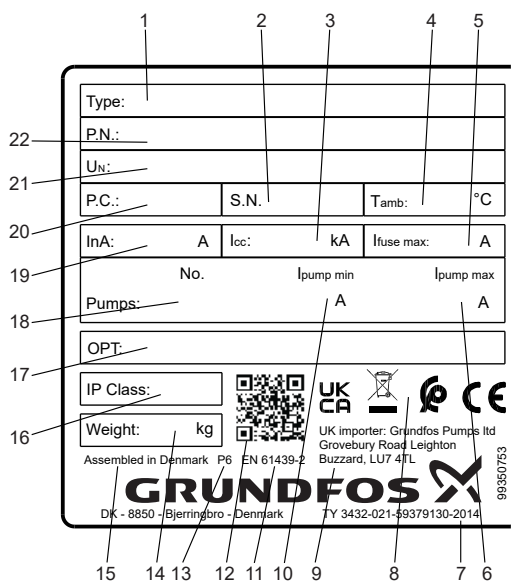 1 2 3 4 5
Type:
22 P.N.:
21 UN:
20 P.C.: S.N. Tamb: °C
19 InA: A Icc: kA Ifuse max: A
No. Ipump min Ipump max
18 Pumps: A A
17 OPT:
16 IP Class:
UK CA CE
Weight: kg
UK importer: Grundfos Pumps ltd
Grovebury Road Leighton
Buzzard, LU7 4TL
Assembled in Denmark P6 EN 61439-2
99350753
GRUNDFOS
DK - 8850 - Bjerringbro - Denmark TY 3432-021-59379130-2014
15 14 13 12 11 10 9 8 7 6